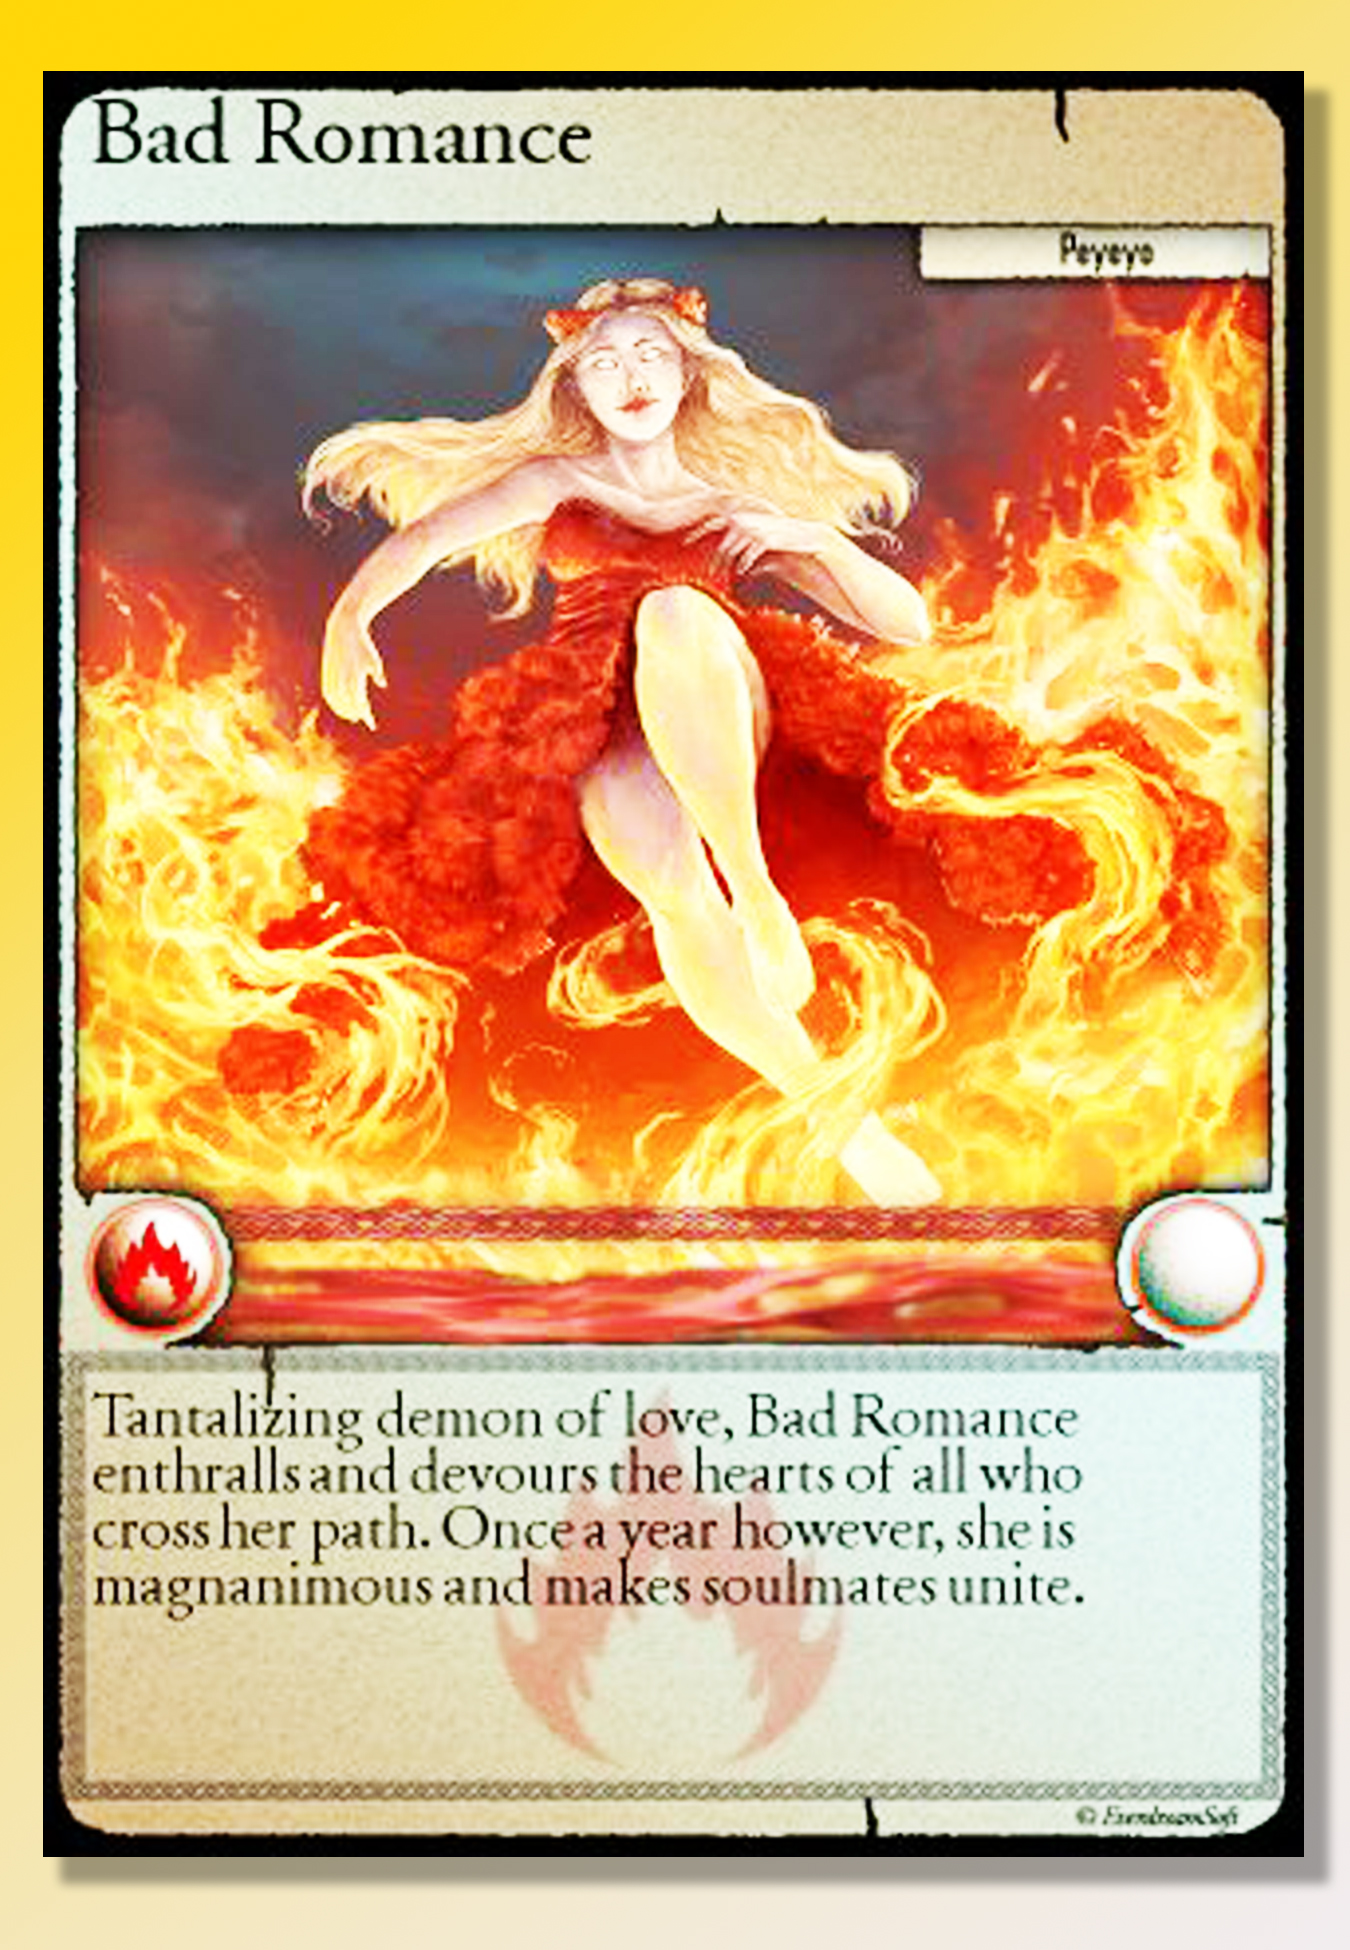 Bad Romance
Peyeyo
Tantalizing demon of love, Bad Romance
enthralls and devours the hearts of all who
cross her path. Once a year however, she is
magnanimous and makes soulmates unite.
© EverdreamSoft